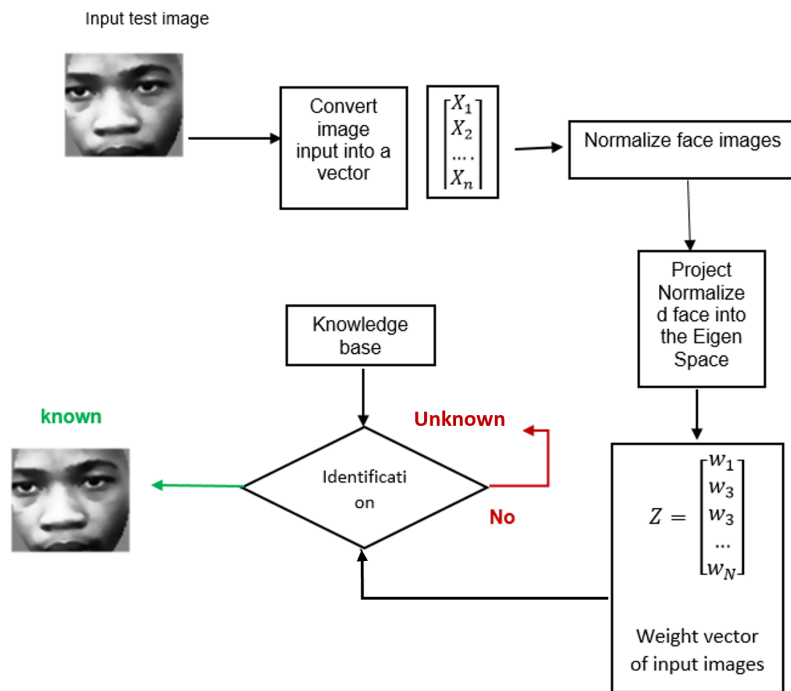 Input test image
Convert
image
input into a
vector
X₁
X₂
... .
Xₙ
Normalize face images
Project
Normalize
d face into
the Eigen
Space
Knowledge
base
known
Unknown
Identificati
on
No
Z =
w₁
w₃
w₃
...
w_N
Weight vector
of input images